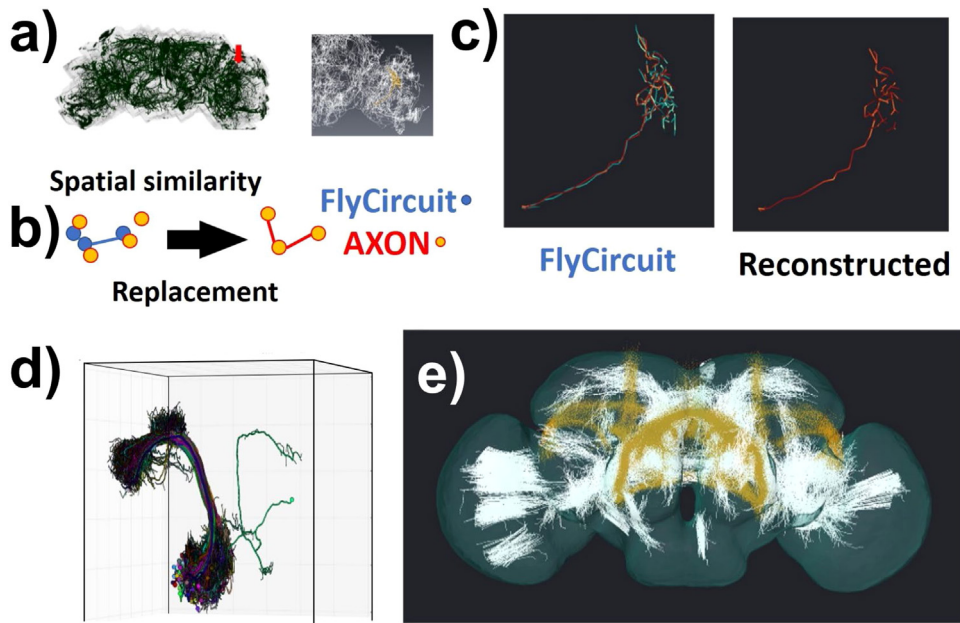 a)
Spatial similarity
b)
FlyCircuit
AXON
Replacement
c)
FlyCircuit
Reconstructed
d)
e)